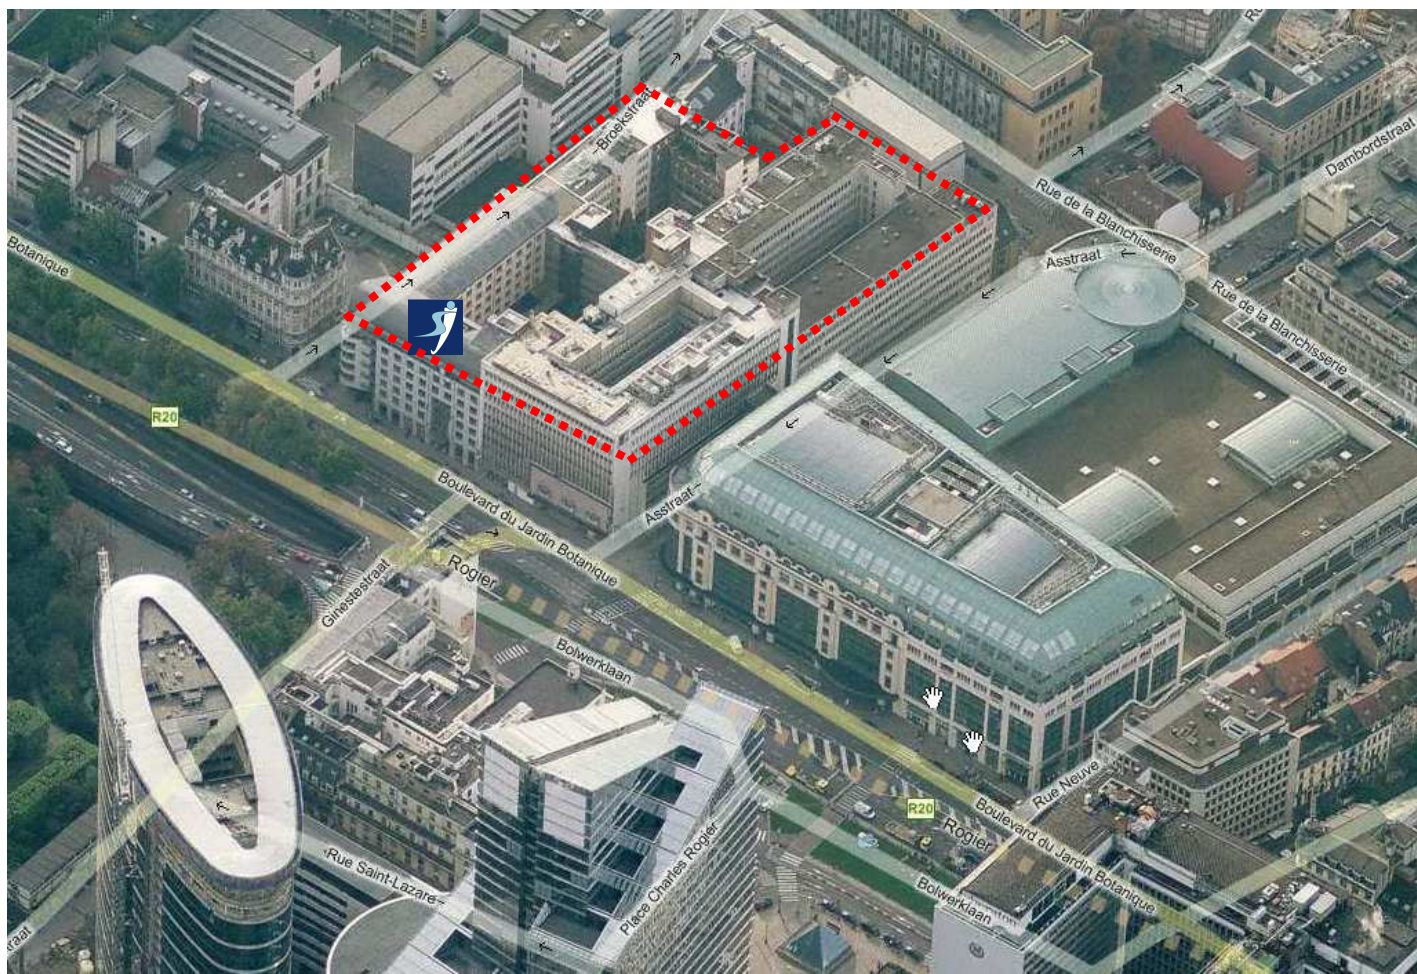 Broekstraat
Dambordstraat
Rue de la Blanchisserie
Botanique
Asstraat
Rue de la Blanchisserie
R20
Boulevard du Jardin Botanique
Asstraat
Rogier
Ginestestraat
Bolwerklaan
Rue Neuve
R20
Rogier
Boulevard du Jardin Botanique
Rue Saint-Lazare
Place Charles Rogier
Bolwerklaan
raat